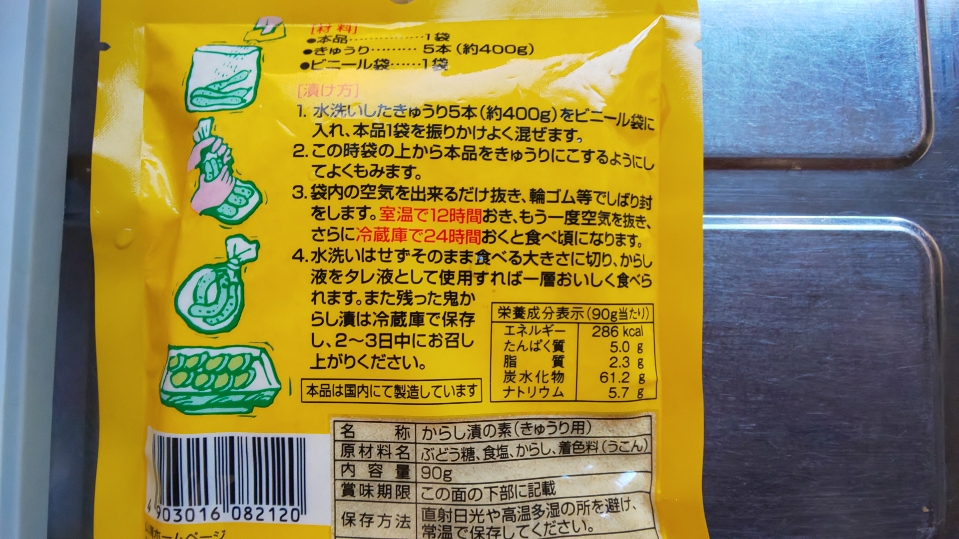 [材料]
●本品……………1袋
●きゅうり………5本(約400g)
●ビニール袋……1袋
[漬け方]
1. 水洗いしたきゅうり5本(約400g)をビニール袋に
入れ、本品1袋を振りかけよく混ぜます。
2. この時袋の上から本品をきゅうりにこするようにし
てよくもみます。
3. 袋内の空気を出来るだけ抜き、輪ゴム等でしばり封
をします。室温で12時間おき、もう一度空気を抜き、
さらに冷蔵庫で24時間おくと食べ頃になります。
4. 水洗いはせずそのまま食べる大きさに切り、からし
液をタレ液として使用すれば一層おいしく食べら
れます。また残った鬼か
らし漬は冷蔵庫で保存
し、2〜3日中にお召し
上がりください。
栄養成分表示(90g当たり)
エネルギー 286 kcal
たんぱく質 5.0 g
脂質 2.3 g
炭水化物 61.2 g
ナトリウム 5.7 g
本品は国内にて製造しています
名称 からし漬の素(きゅうり用)
原材料名 ぶどう糖、食塩、からし、着色料(うこん)
内容量 90g
賞味期限 この面の下部に記載
保存方法 直射日光や高温多湿の所を避け、
常温で保存してください。
4 903016 082120
ホームページ